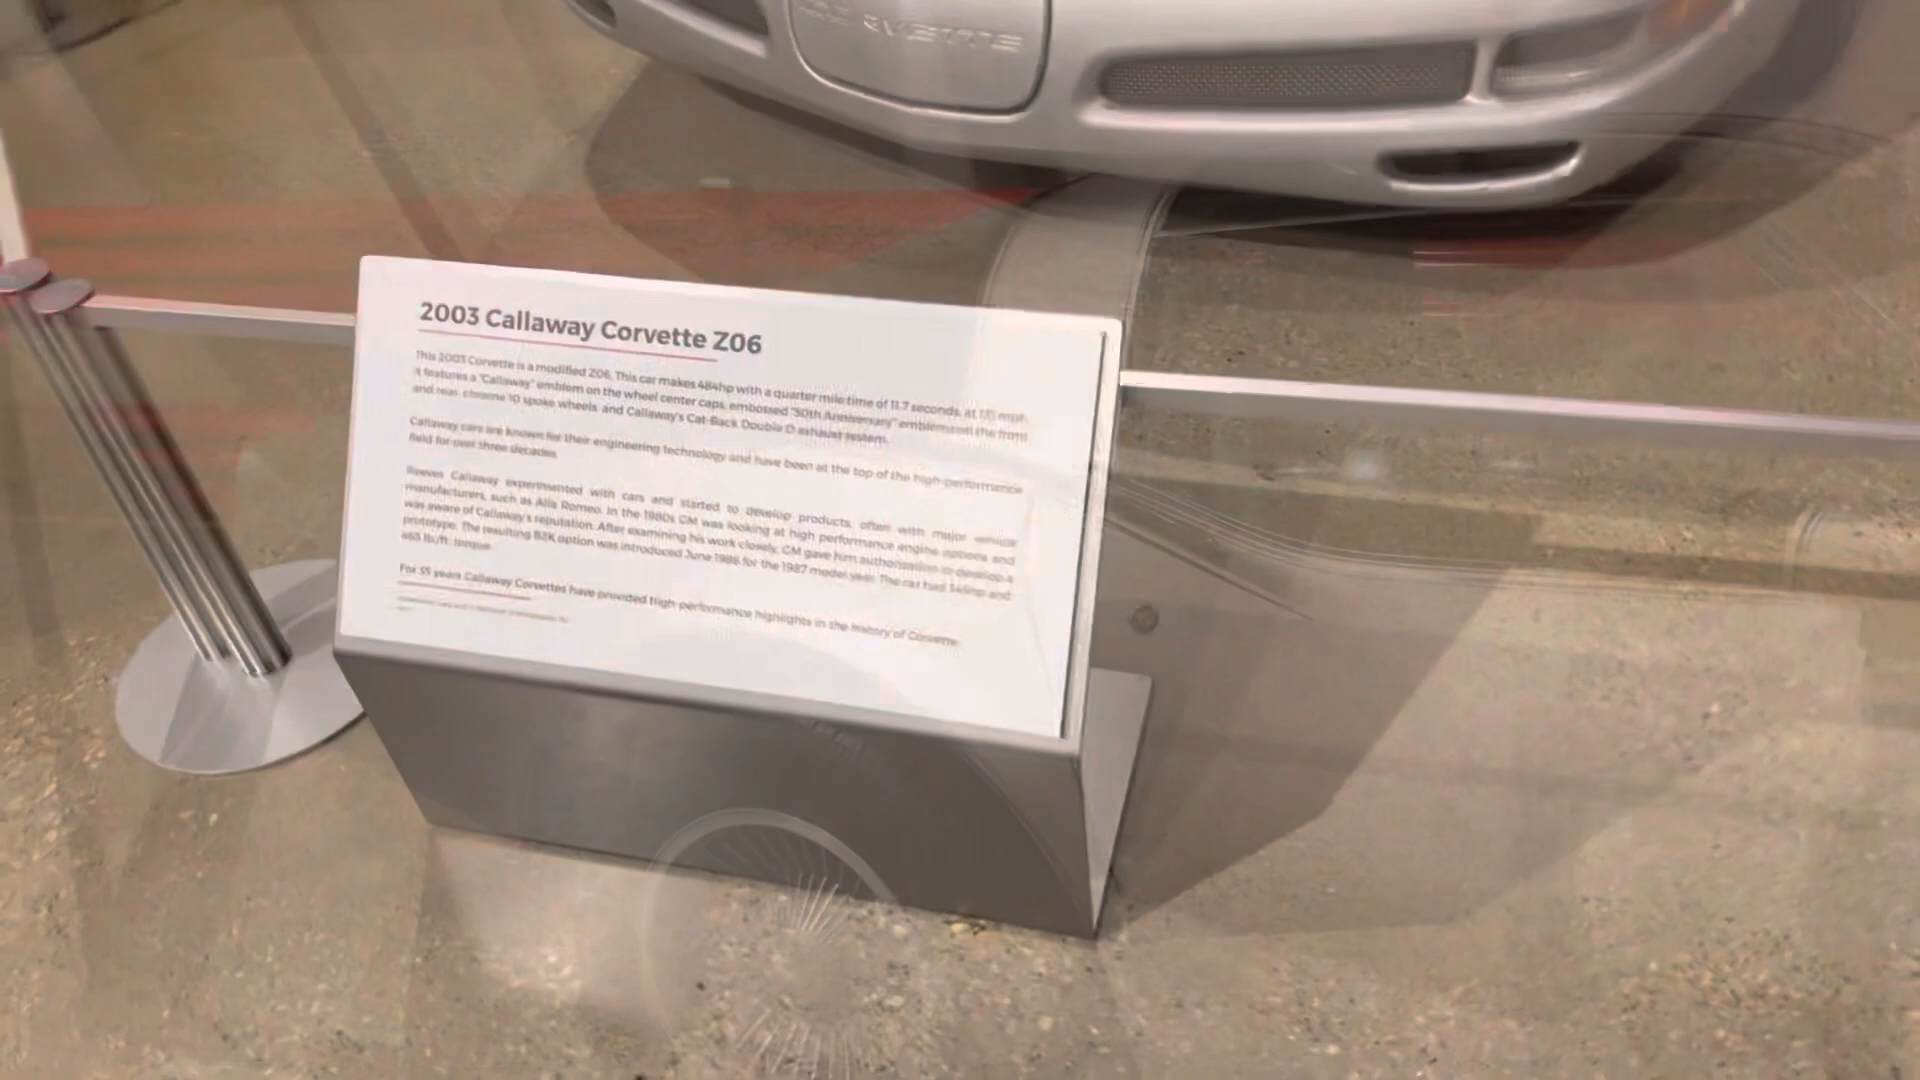 CORVETTE
2003 Callaway Corvette Z06
This 2003 Corvette is a modified Z06. This car makes 484hp with a quarter mile time of 11.7 seconds, at mph.
It features a "Callaway" emblem on the wheel center caps, embossed "50th Anniversary" emblems on the front
and rear, chrome 10 spoke wheels, and Callaway's Cat-Back Double D exhaust system.
Callaway cars are known for their engineering technology and have been at the top of the high-performance
field for past three decades.
Reeves Callaway experimented with cars and started to develop products, often with major vehicle
manufacturers, such as Alfa Romeo. In the 1980s GM was looking at high performance engine options and
was aware of Callaway's reputation. After examining his work closely, GM gave him authorization to develop a
prototype. The resulting B2K option was introduced June 1986 for the 1987 model year. The car had and
465 lb/ft. torque.
For 35 years Callaway Corvettes have provided high-performance highlights in the history of Corvette.